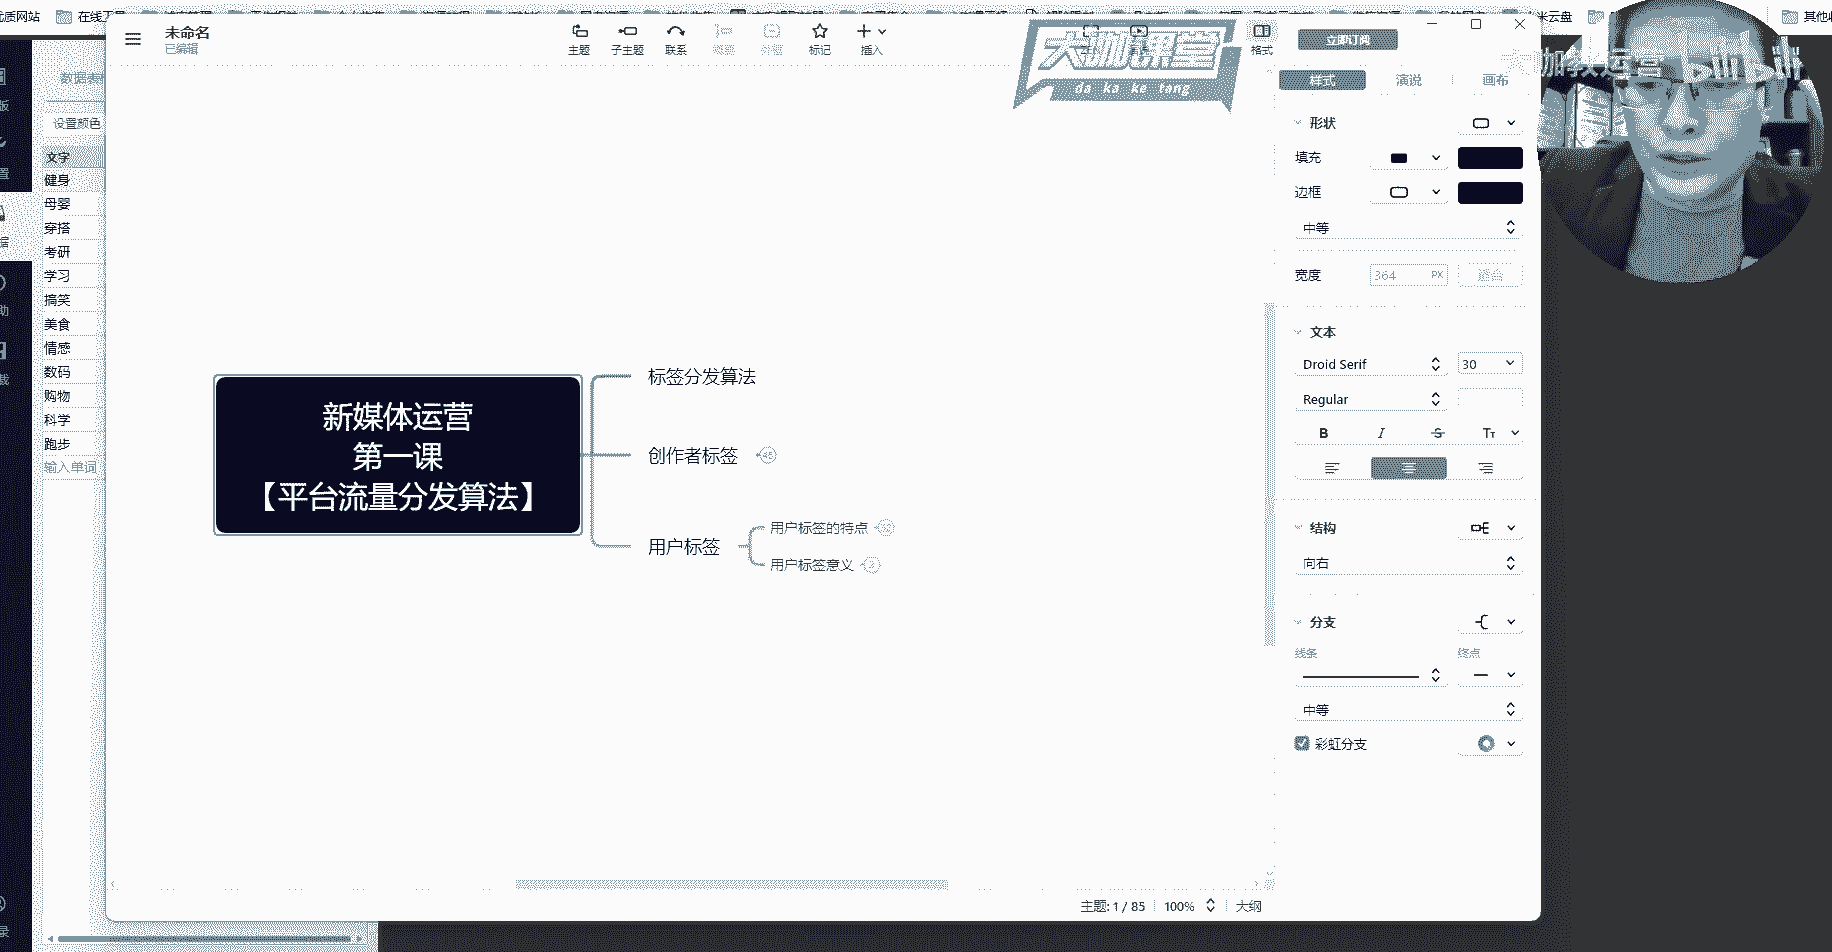 质网站
在线工具
米云盘
其他收
未命名
已编辑
主题
子主题
联系
概要
外框
标记
插入
格式
立即订阅
大咖课堂
da ka ke tang
大咖教运营
bilibili
样式
演说
画布
数据表
设置颜色
文字
健身
母婴
穿搭
考研
学习
搞笑
美食
情感
数码
购物
科学
跑步
输入单词
新媒体运营
第一课
【平台流量分发算法】
标签分发算法
创作者标签
用户标签
用户标签的特点
用户标签意义
形状
填充
边框
中等
宽度
364 PX
适合
文本
Droid Serif
30
Regular
B I S Tт
结构
向右
分支
线条
终点
中等
彩虹分支
主题: 1 / 85
100%
大纲